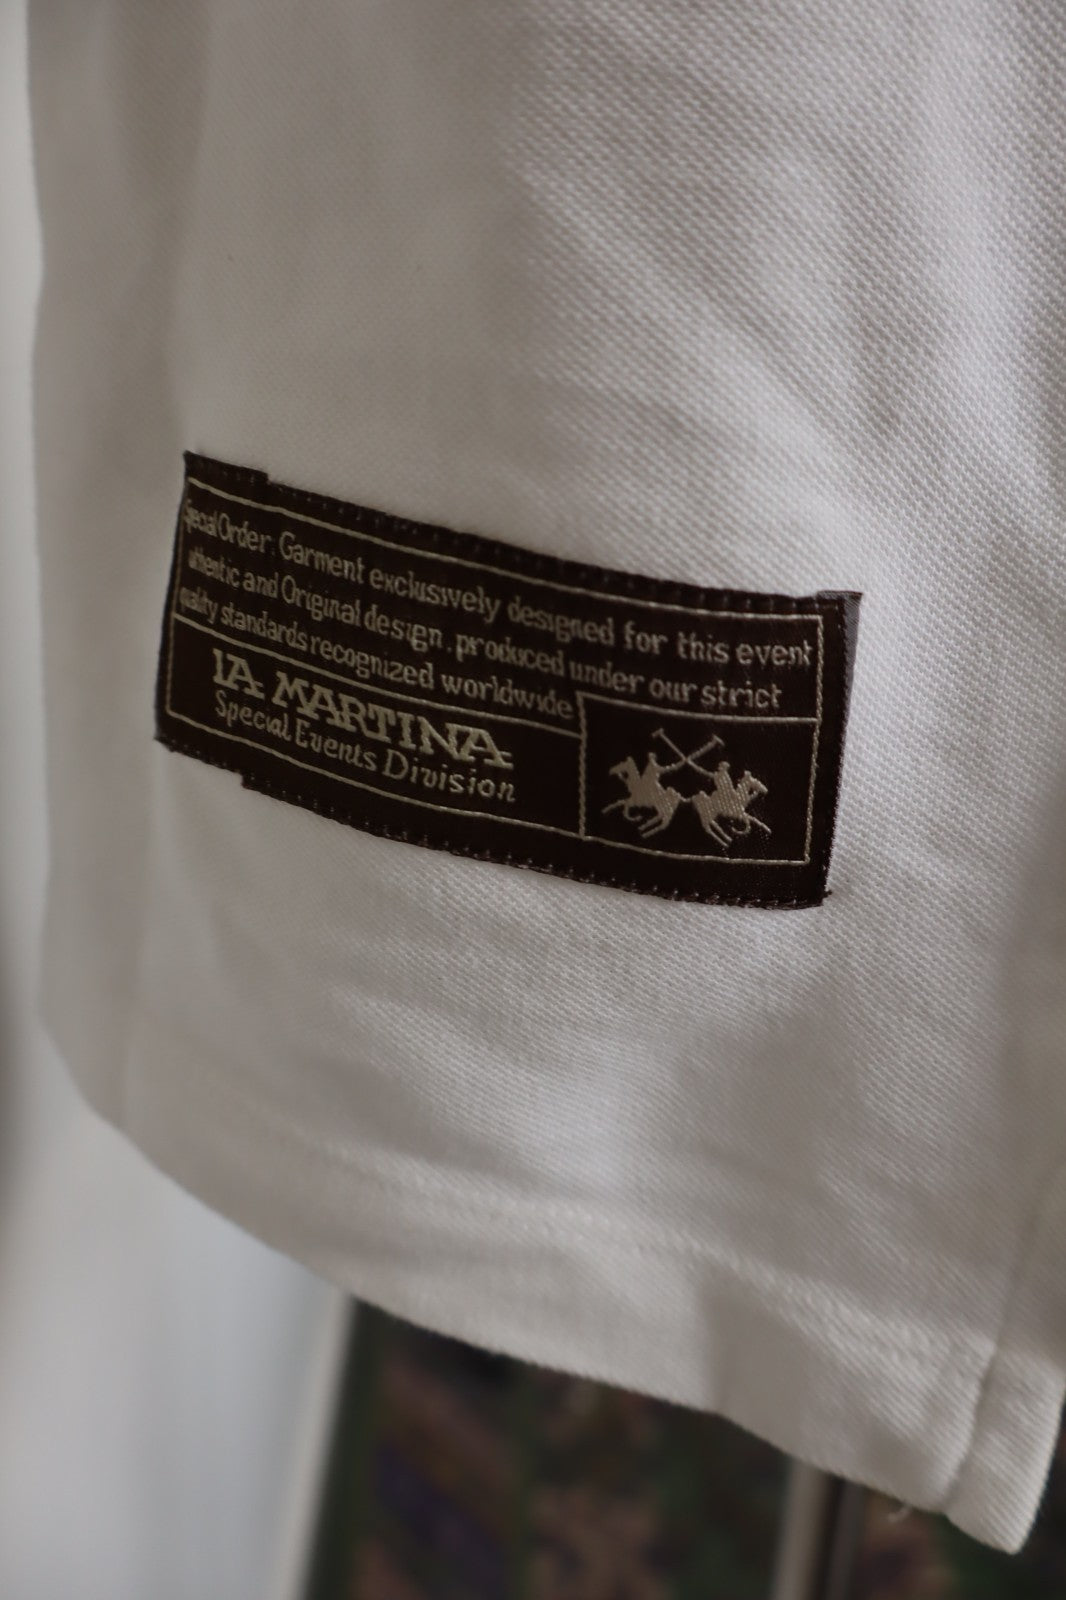 Special Order: Garment exclusively designed for this event
authentic and Original design, produced under our strict
quality standards recognized worldwide
LA MARTINA
Special Events Division